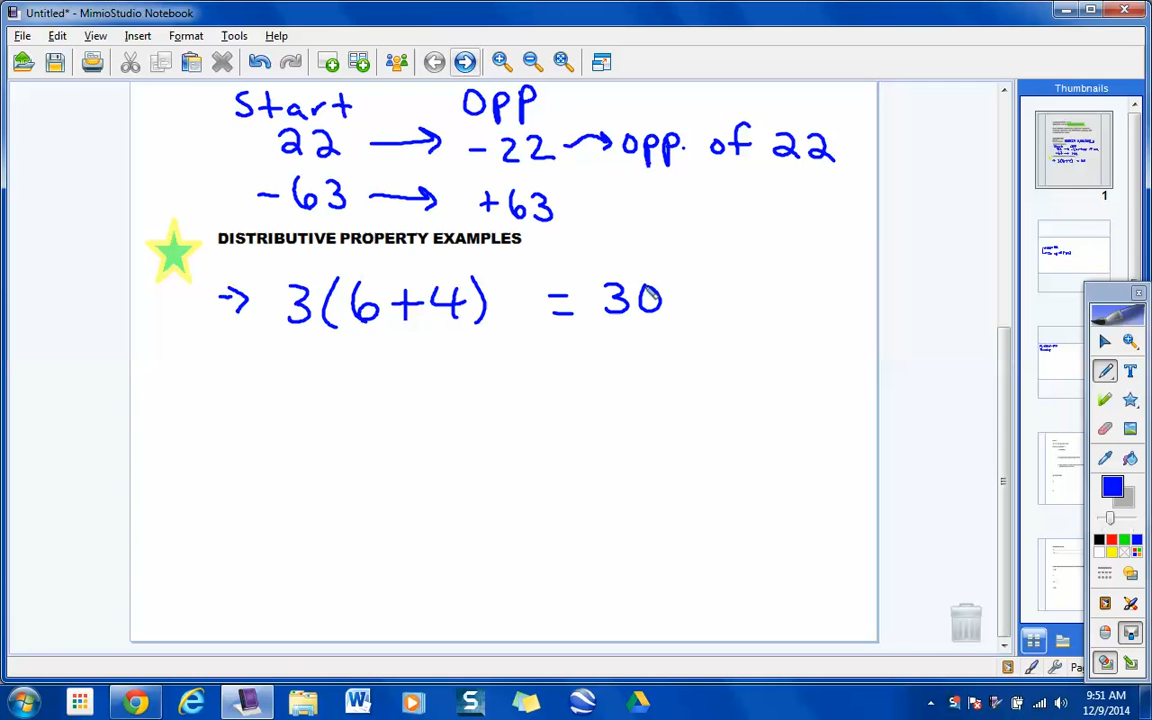 Untitled* - MimioStudio Notebook
File Edit View Insert Format Tools Help
Thumbnails
Start OPP
22 → -22 → opp. of 22
-63 → +63
DISTRIBUTIVE PROPERTY EXAMPLES
→ 3(6+4) = 30
1
T
W
S
9:51 AM
12/9/2014